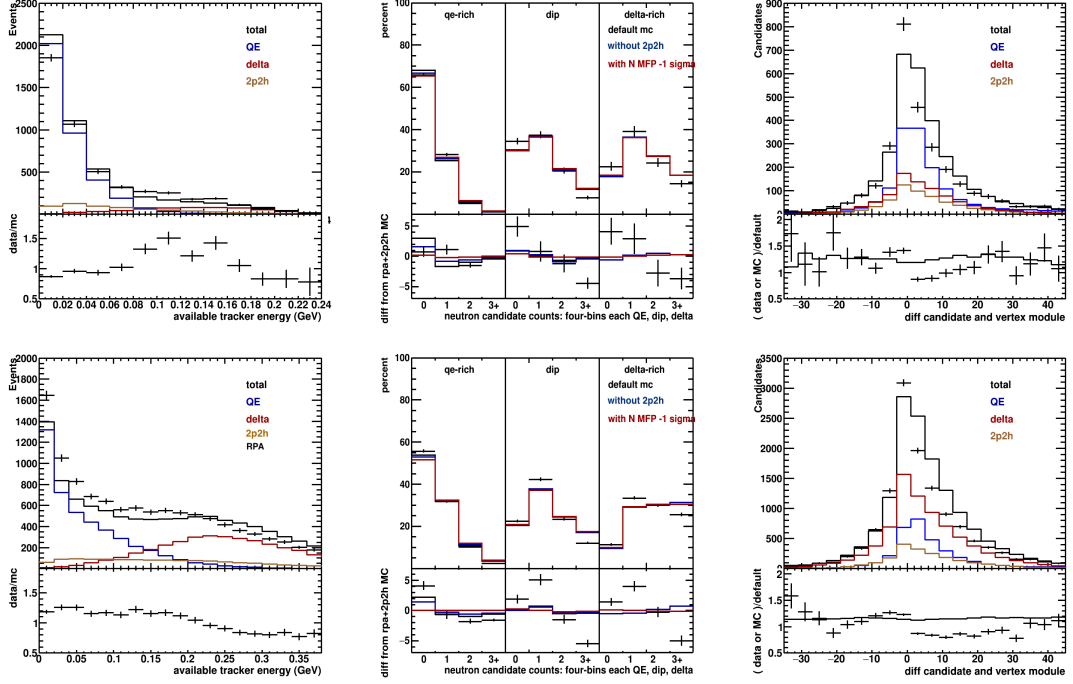 Events
2500
2000
1500
1000
500
total
QE
delta
2p2h
data/mc
1.5
1
0.5
0 0.02 0.04 0.06 0.08 0.1 0.12 0.14 0.16 0.18 0.2 0.22 0.24
available tracker energy (GeV)
percent
100
80
60
40
20
qe-rich dip delta-rich
default mc
without 2p2h
with N MFP -1 sigma
diff from rpa+2p2h MC
5
0
−5
0 1 2 3+ 0 1 2 3+ 0 1 2 3+
neutron candidate counts: four-bins each QE, dip, delta
Candidates
900
800
700
600
500
400
300
200
100
0
total
QE
delta
2p2h
( data or MC )/default
2
1.5
1
0.5
−30 −20 −10 0 10 20 30 40
diff candidate and vertex module
Events
2000
1800
1600
1400
1200
1000
800
600
400
200
total
QE
delta
2p2h
RPA
data/mc
2
1.5
1
0.5
0 0.05 0.1 0.15 0.2 0.25 0.3 0.35
available tracker energy (GeV)
percent
100
80
60
40
20
qe-rich dip delta-rich
default mc
without 2p2h
with N MFP -1 sigma
diff from rpa+2p2h MC
5
0
−5
0 1 2 3+ 0 1 2 3+ 0 1 2 3+
neutron candidate counts: four-bins each QE, dip, delta
Candidates
3500
3000
2500
2000
1500
1000
500
0
total
QE
delta
2p2h
( data or MC )/default
2
1.5
1
0.5
−30 −20 −10 0 10 20 30 40
diff candidate and vertex module